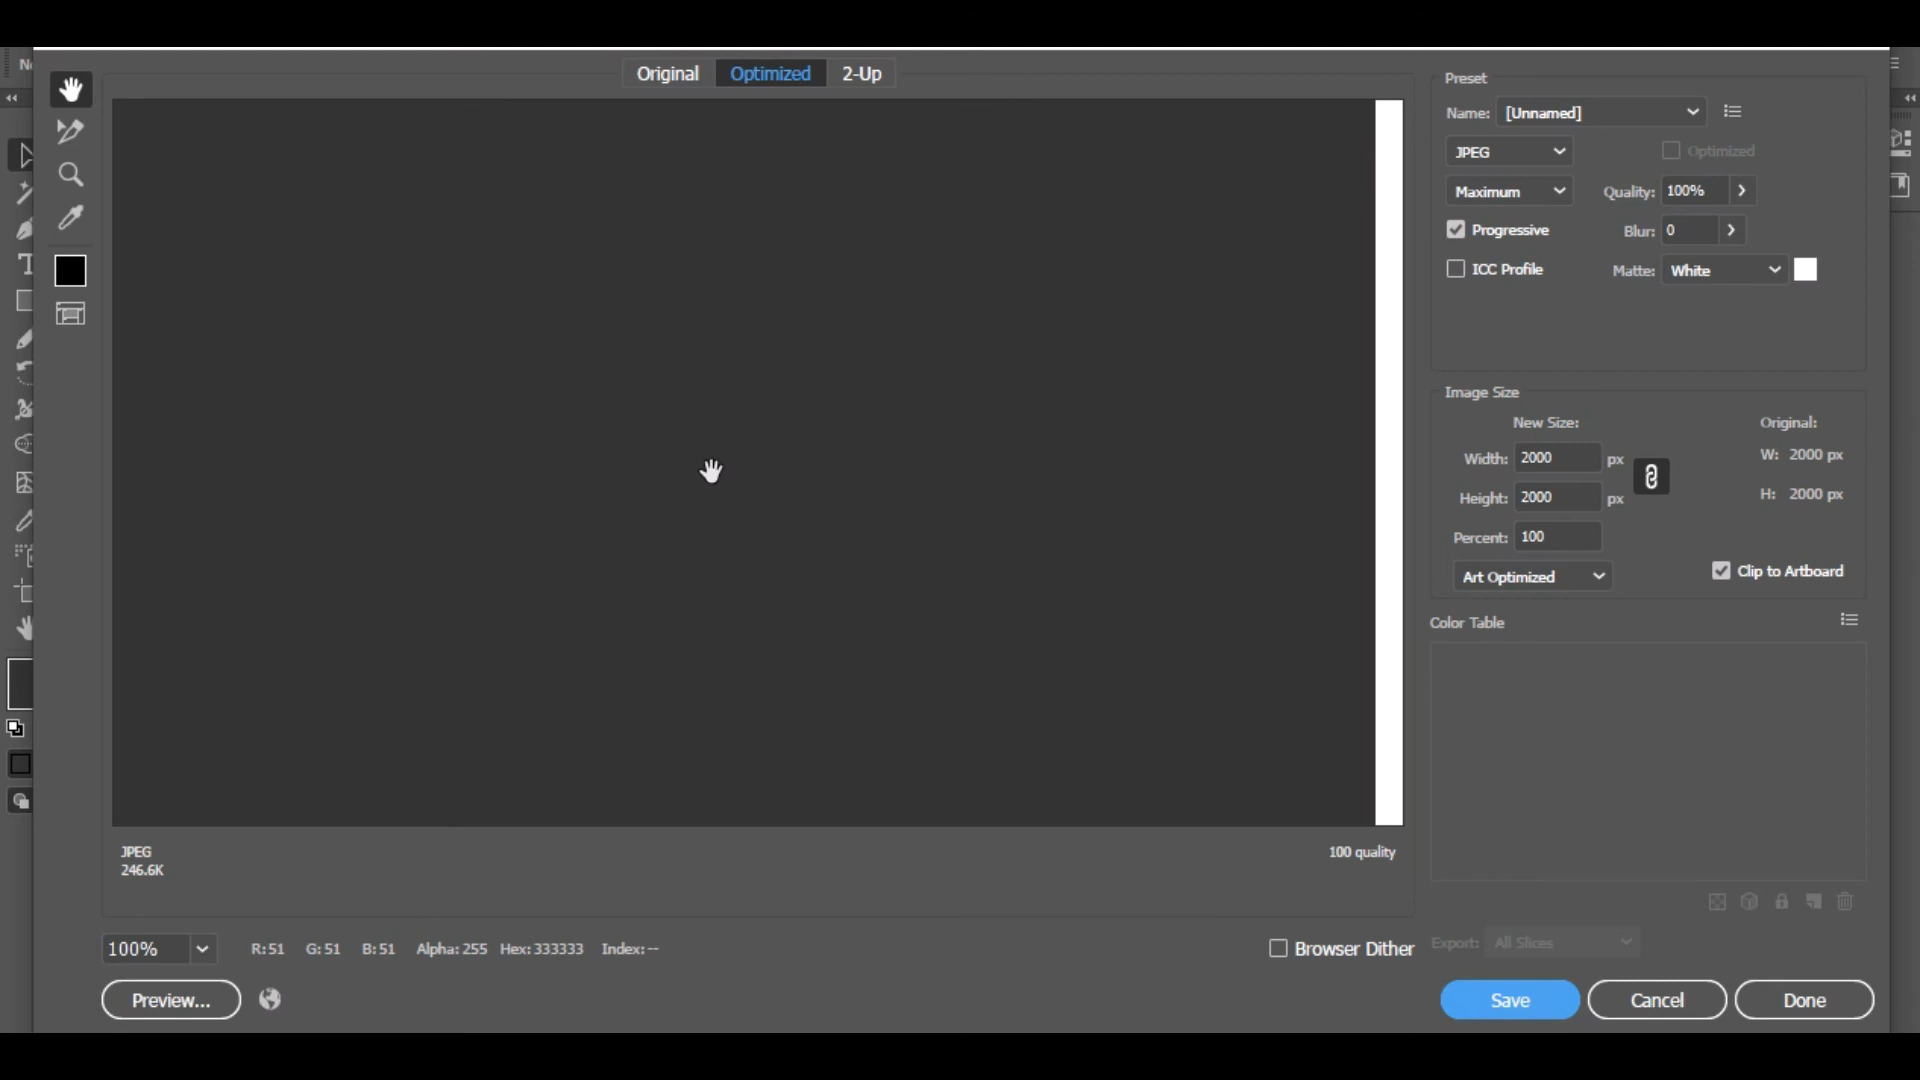 Original Optimized 2-Up
Preset
Name: [Unnamed]
JPEG Optimized
Maximum Quality: 100%
Progressive Blur: 0
ICC Profile Matte: White
Image Size
New Size: Original:
Width: 2000 px W: 2000 px
Height: 2000 px H: 2000 px
Percent: 100
Art Optimized Clip to Artboard
Color Table
JPEG 100 quality
246.6K
100% R: 51 G: 51 B: 51 Alpha: 255 Hex: 333333 Index: -- Browser Dither Export: All Slices
Preview... Save Cancel Done